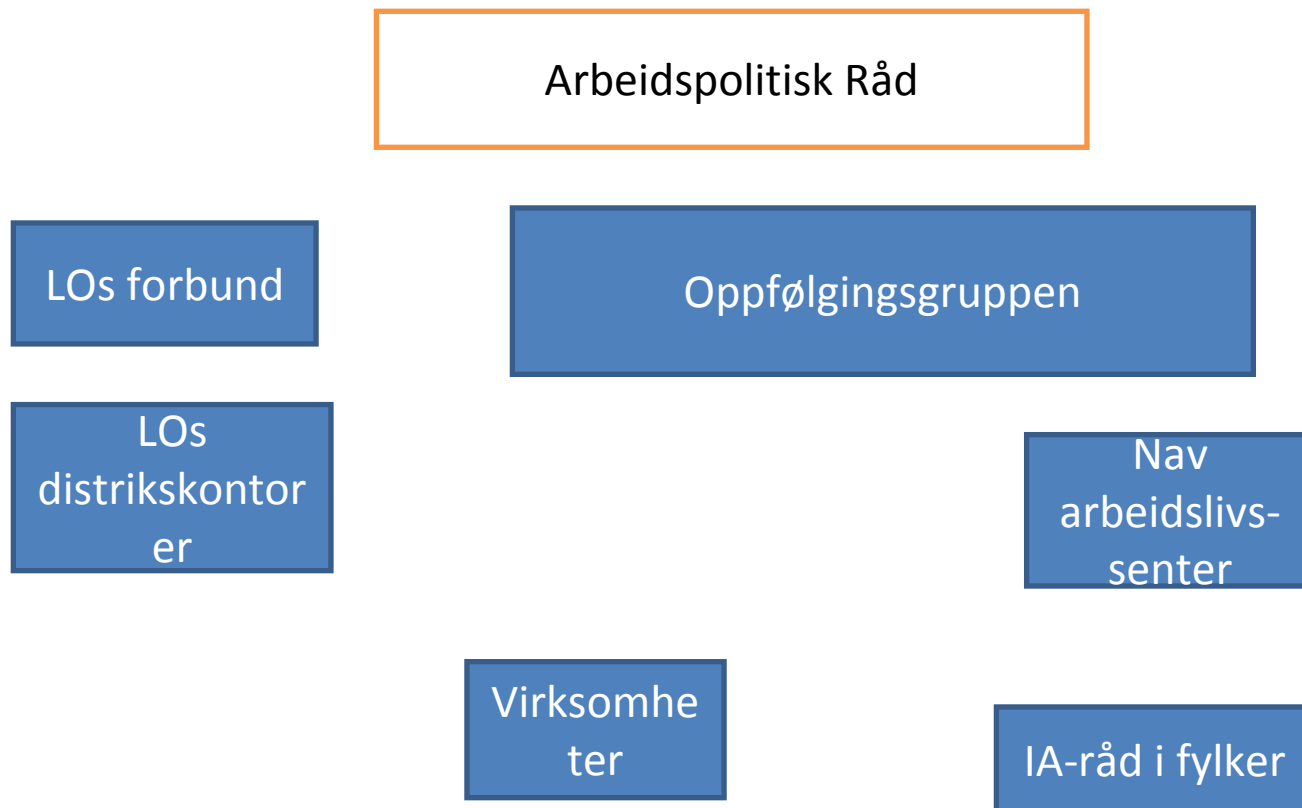 Arbeidspolitisk Råd
LOs forbund
Oppfølgingsgruppen
LOs
distrikskontor
er
Nav
arbeidslivs-
senter
Virksomhe
ter
IA-råd i fylker